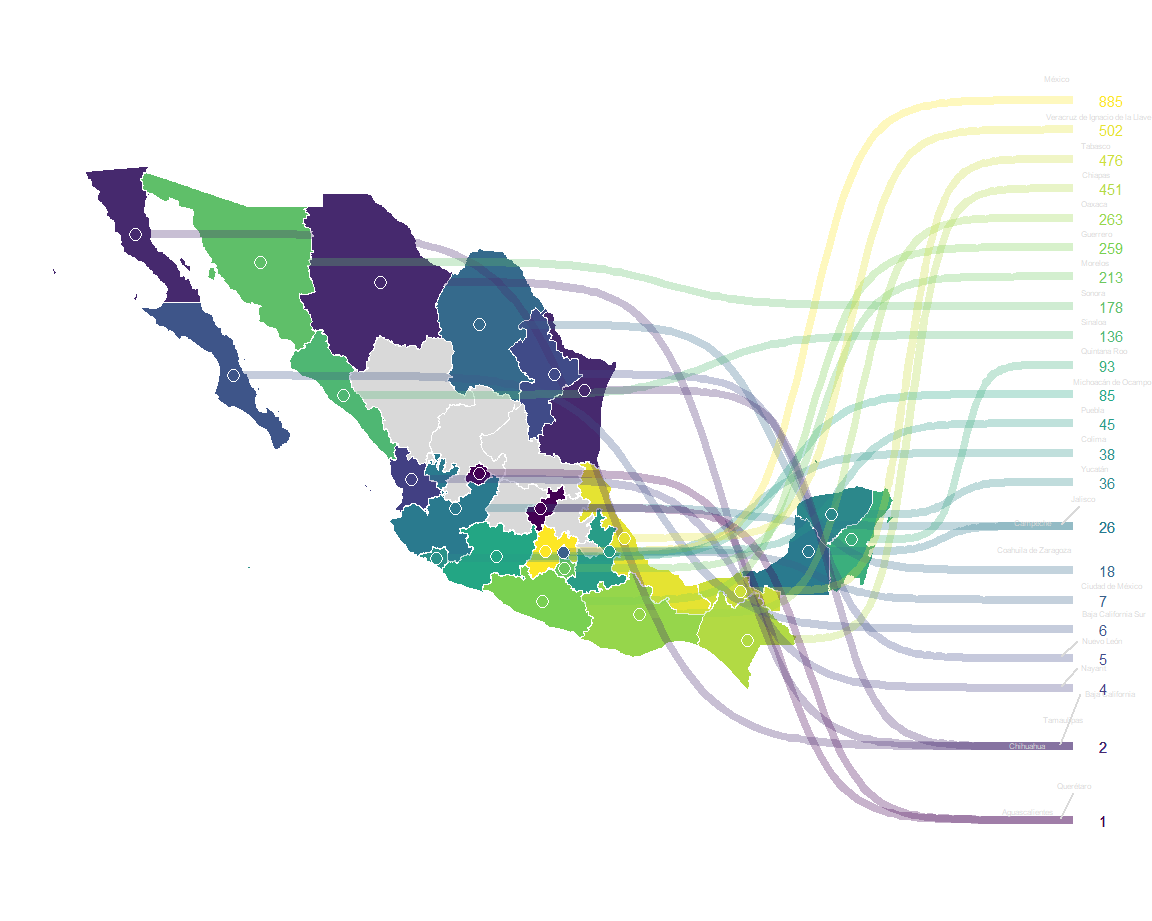 México
885
Veracruz de Ignacio de la Llave
502
Tabasco
476
Chiapas
451
Oaxaca
263
Guerrero
259
Morelos
213
Sonora
178
Sinaloa
136
Quintana Roo
93
Michoacán de Ocampo
85
Puebla
45
Colima
38
Yucatán
36
Jalisco
Campeche
26
Coahuila de Zaragoza
18
Ciudad de México
7
Baja California Sur
6
Nuevo León
5
Nayarit
4
Baja California
Tamaulipas
Chihuahua
2
Querétaro
Aguascalientes
1